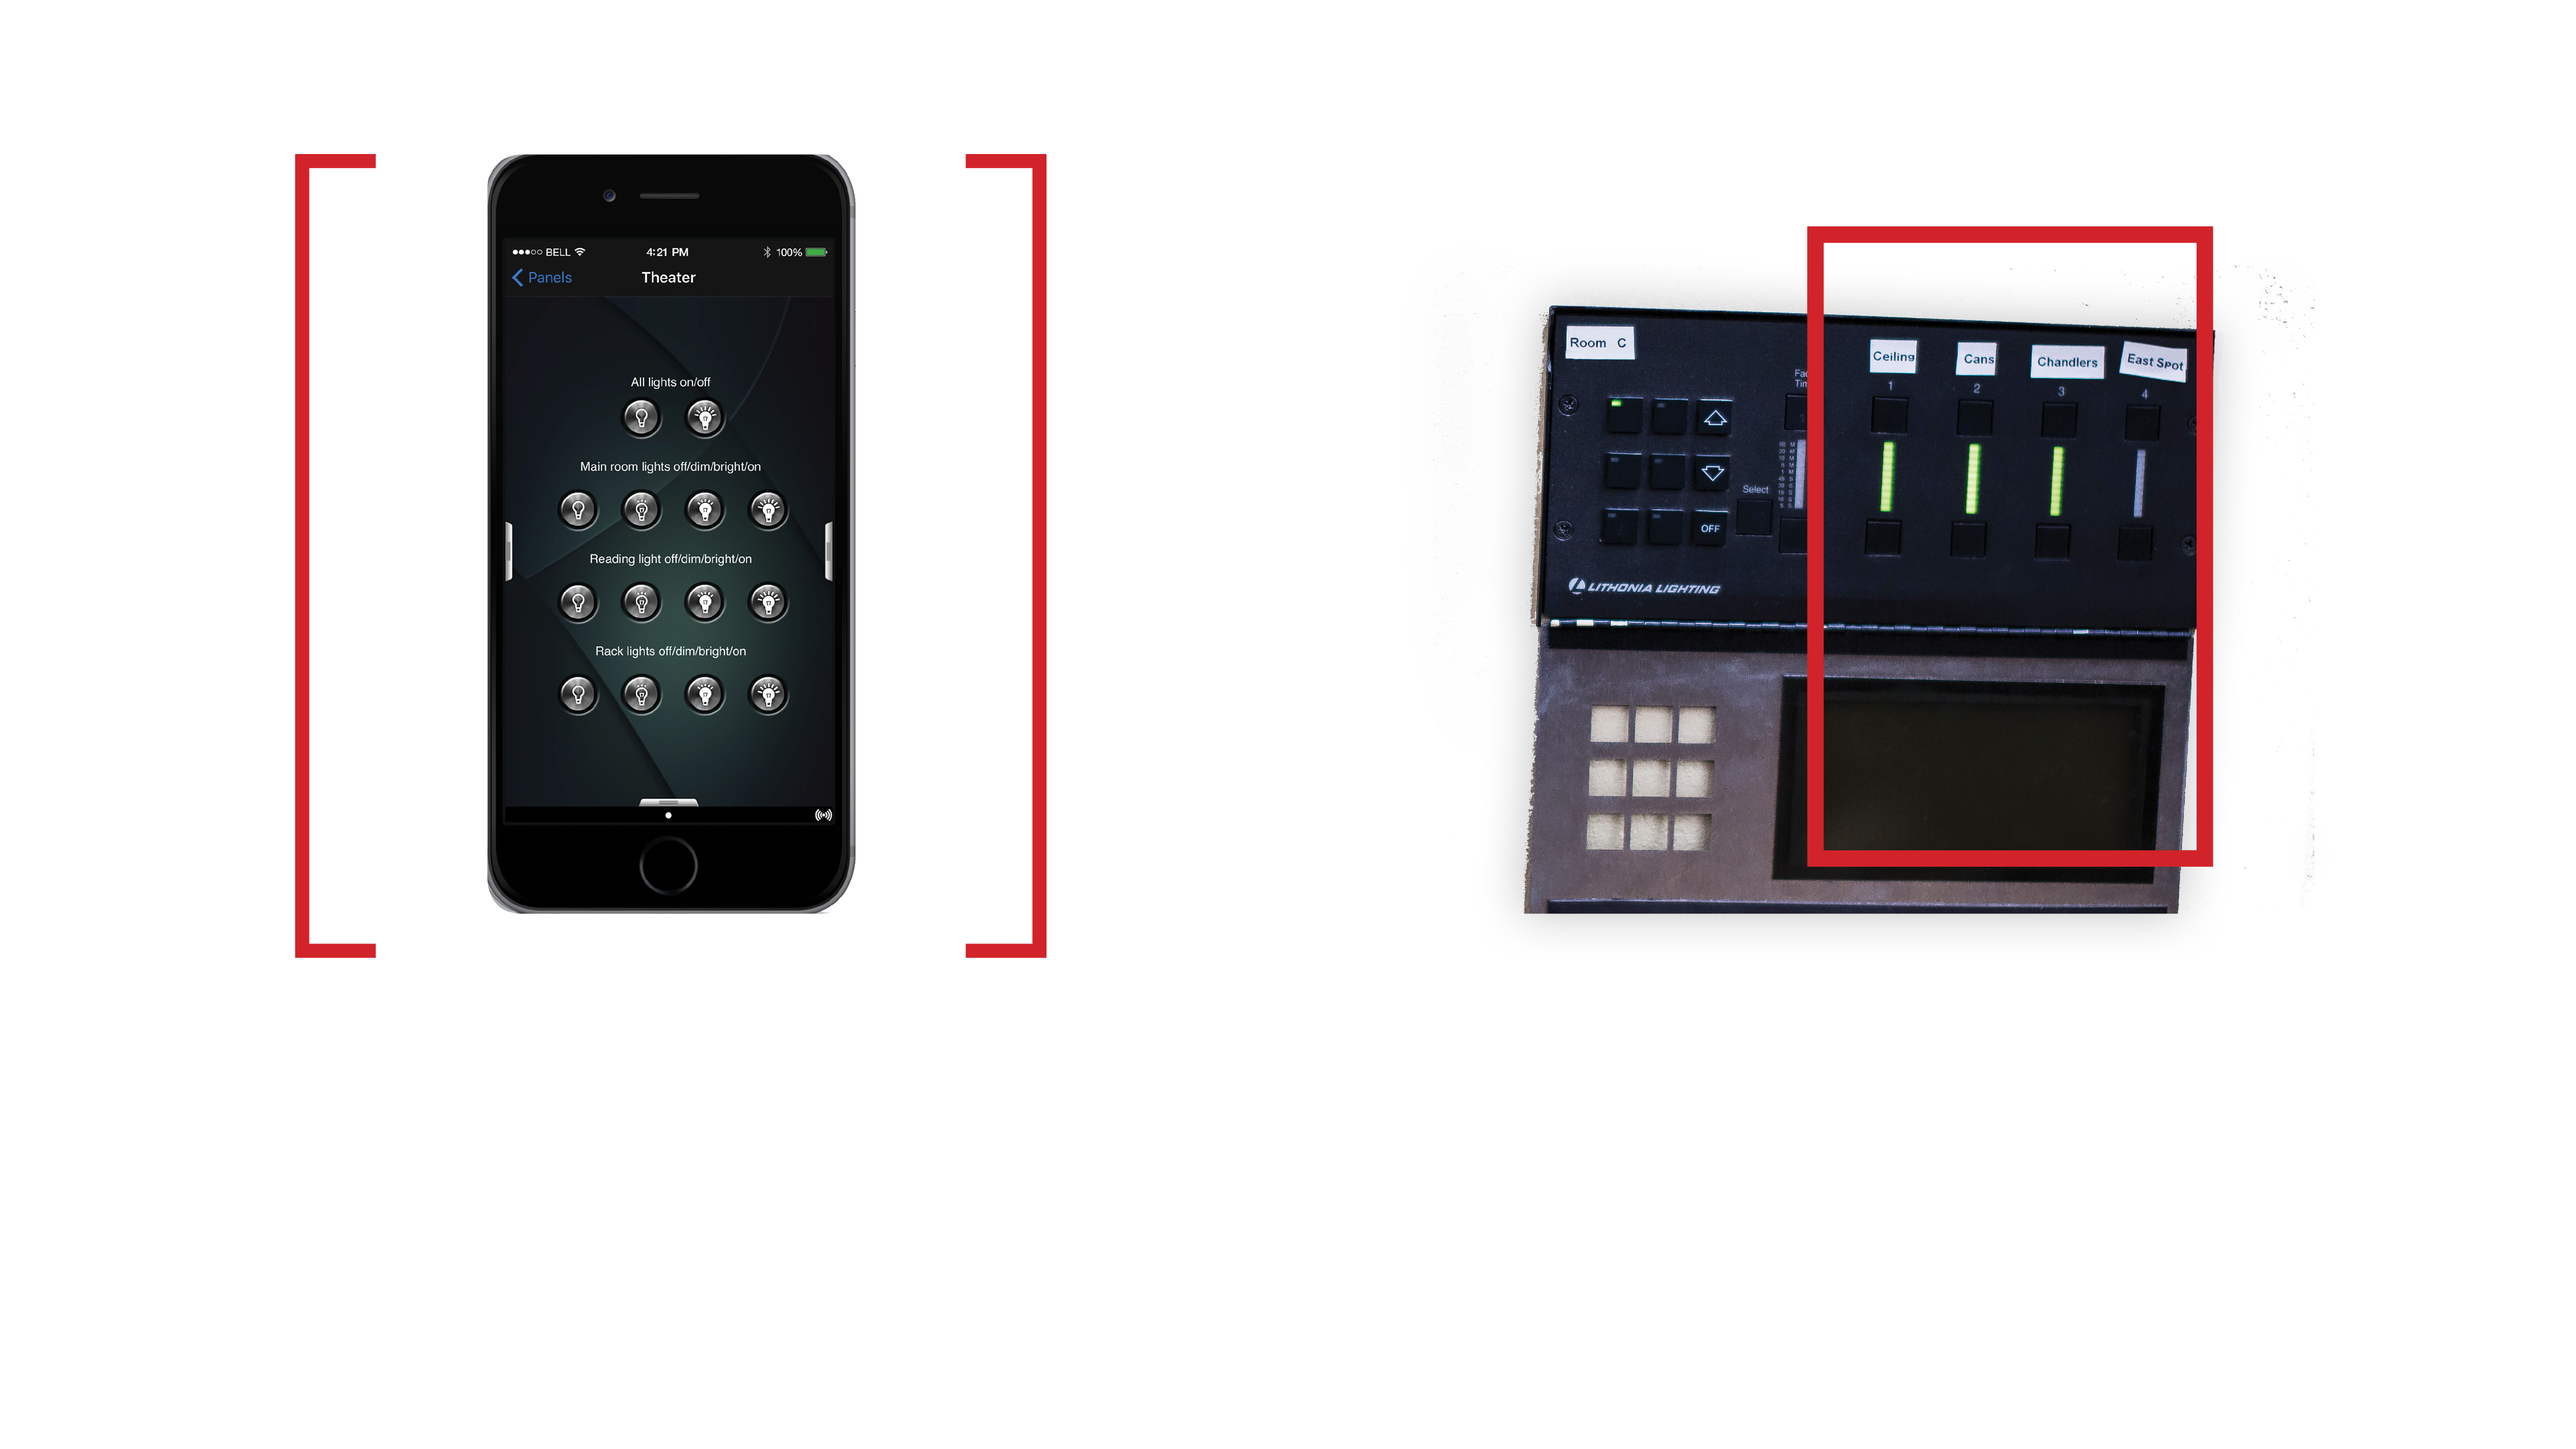 BELL 4:21 PM 100%
Panels Theater
All lights on/off
Main room lights off/dim/bright/on
Reading light off/dim/bright/on
Rack lights off/dim/bright/on
Room C
Ceiling Cans Chandlers East Spot
1 2 3 4
Select
OFF
LITHONIA LIGHTING